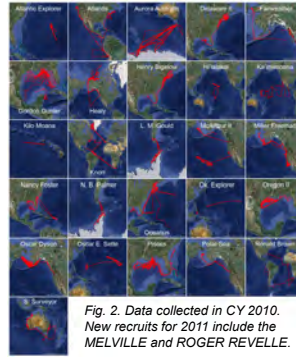 Atlantic Explorer
Atlantis
Aurora Australis
Delaware II
Fairweather
Gordon Gunter
Healy
Henry Bigelow
Hi'ialakai
Ka'imimoana
Kilo Moana
Knorr
L. M. Gould
McArthur II
Miller Freeman
Nancy Foster
N. B. Palmer
Oceanus
Ok. Explorer
Oregon II
Oscar Dyson
Oscar E. Sette
Pisces
Polar Sea
Ronald Brown
S. Surveyor
Fig. 2. Data collected in CY 2010.
New recruits for 2011 include the
MELVILLE and ROGER REVELLE.